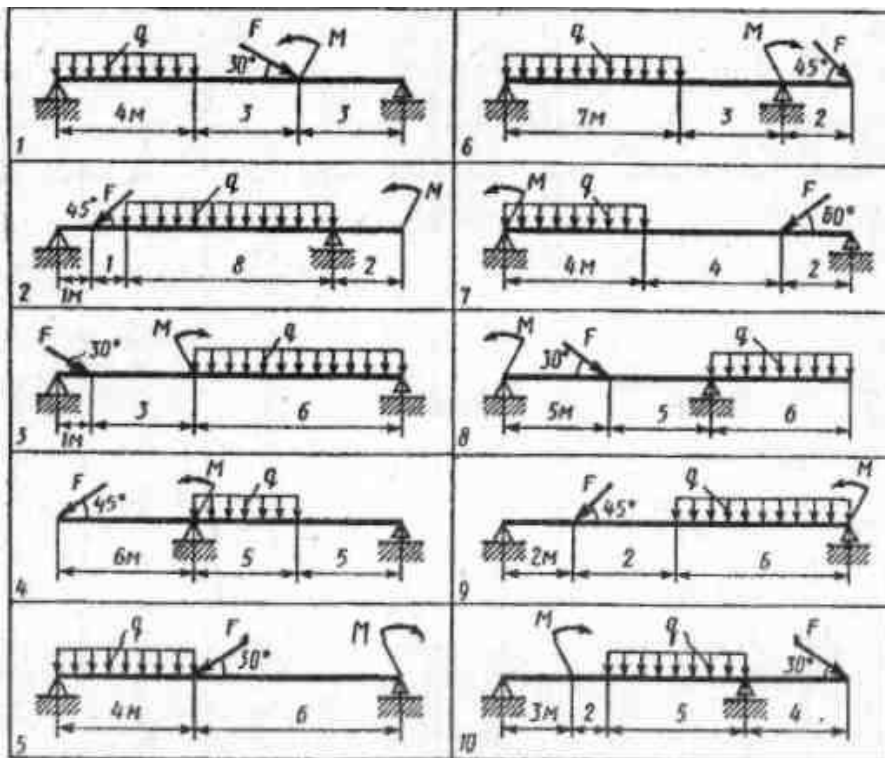 q F M
30°
4м 3 3
1
q M F
45°
7м 3 2
6
45° F q M
1м 1 8 2
2
M q F
60°
4м 4 2
7
F 30° M q
1м 3 6
3
M F q
30°
5м 5 6
8
F M q
45°
6м 5 5
4
F q M
45°
2м 2 6
9
q F M
30°
4м 6
5
M q F
30°
3м 2 5 4
10